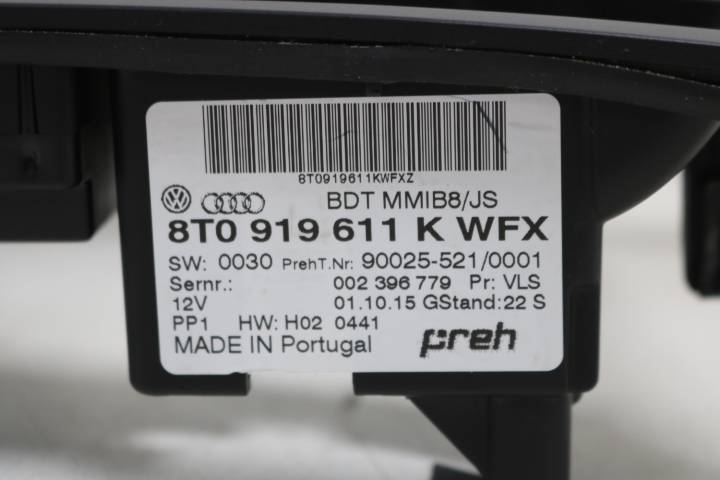 8T0919611KWFXZ
BDT MMIB8/JS
8T0 919 611 K WFX
SW: 0030 PrehT.Nr: 90025-521/0001
Sernr.: 002 396 779 Pr: VLS
12V 01.10.15 GStand: 22 S
PP1 HW: H02 0441
MADE IN Portugal preh